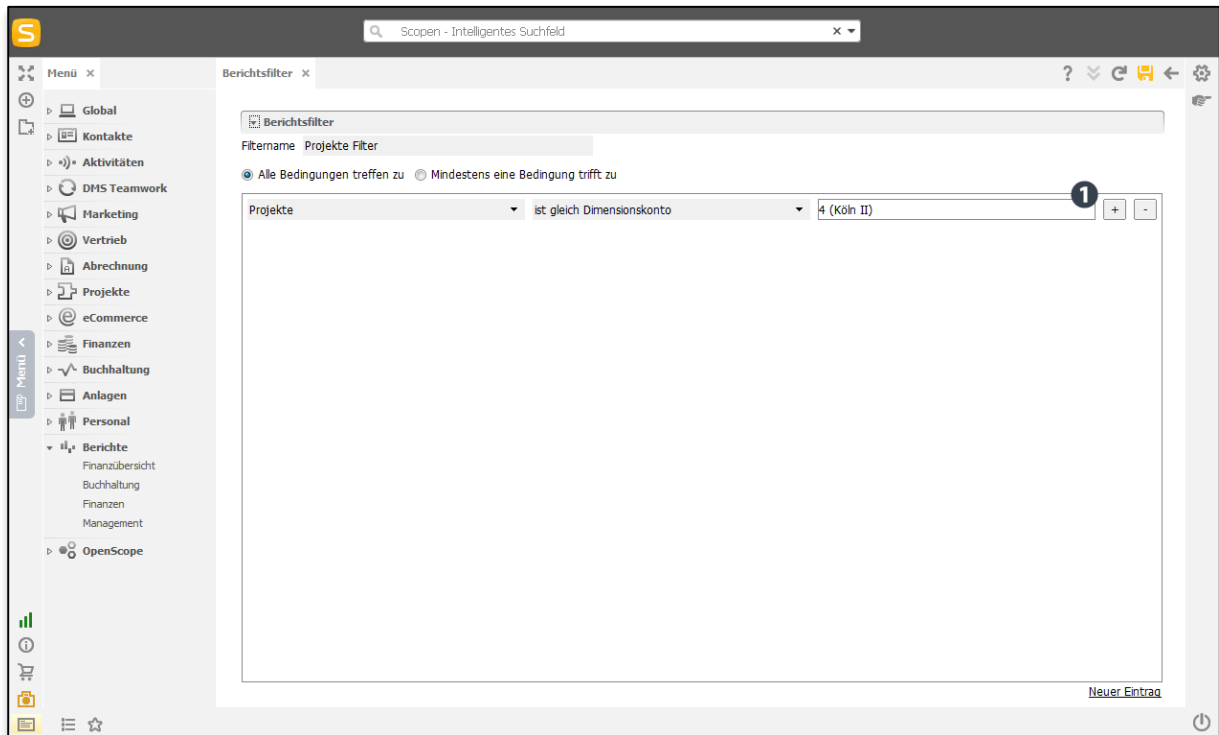 S
Scopen - Intelligentes Suchfeld
Menü
Berichtsfilter
?
Global
Kontakte
Aktivitäten
DMS Teamwork
Marketing
Vertrieb
Abrechnung
Projekte
eCommerce
Finanzen
Buchhaltung
Anlagen
Personal
Berichte
Finanzübersicht
Buchhaltung
Finanzen
Management
OpenScope
Menü
Berichtsfilter
Filtername Projekte Filter
Alle Bedingungen treffen zu Mindestens eine Bedingung trifft zu
1
Projekte ist gleich Dimensionskonto 4 (Köln II) + -
Neuer Eintrag